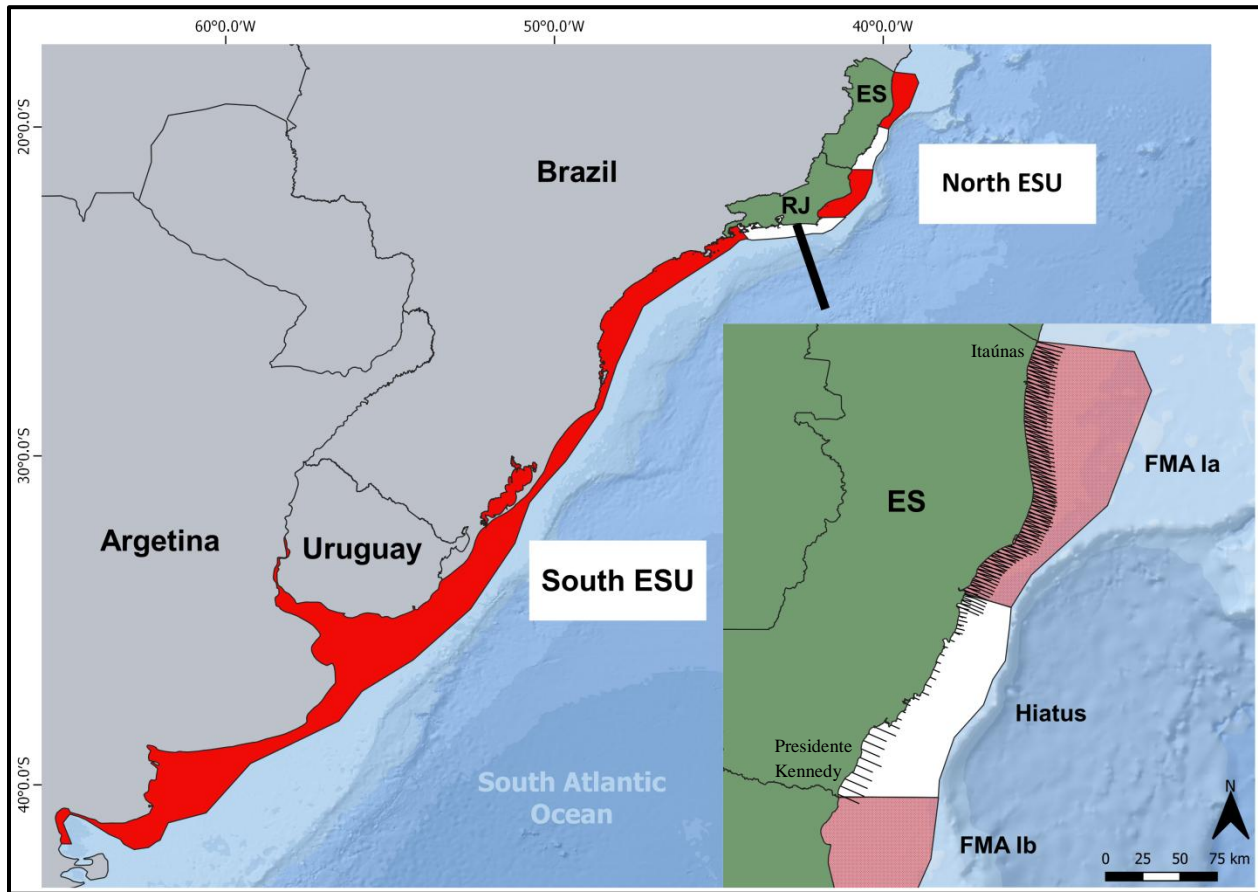 60°0.0'W
50°0.0'W
40°0.0'W
20°0.0'S
30°0.0'S
40°0.0'S
ES
Brazil
North ESU
RJ
Itaúnas
FMA Ia
Argetina
Uruguay
South ESU
ES
Hiatus
Presidente
Kennedy
South Atlantic
Ocean
FMA Ib
N
0 25 50 75 km